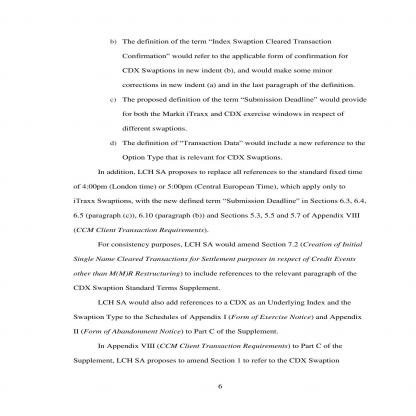 b) The definition of the term “Index Swaption Cleared Transaction
Confirmation” would refer to the applicable form of confirmation for
CDX Swaptions in new indent (b), and would make some minor
corrections in new indent (a) and in the last paragraph of the definition.
c) The proposed definition of the term “Submission Deadline” would provide
for both the Markit iTraxx and CDX exercise windows in respect of
different swaptions.
d) The definition of “Transaction Data” would include a new reference to the
Option Type that is relevant for CDX Swaptions.
In addition, LCH SA proposes to replace all references to the standard fixed time
of 4:00pm (London time) or 5:00pm (Central European Time), which apply only to
iTraxx Swaptions, with the new defined term “Submission Deadline” in Sections 6.3, 6.4,
6.5 (paragraph (c)), 6.10 (paragraph (b)) and Sections 5.3, 5.5 and 5.7 of Appendix VIII
(CCM Client Transaction Requirements).
For consistency purposes, LCH SA would amend Section 7.2 (Creation of Initial
Single Name Cleared Transactions for Settlement purposes in respect of Credit Events
other than M(M)R Restructuring) to include references to the relevant paragraph of the
CDX Swaption Standard Terms Supplement.
LCH SA would also add references to a CDX as an Underlying Index and the
Swaption Type to the Schedules of Appendix I (Form of Exercise Notice) and Appendix
II (Form of Abandonment Notice) to Part C of the Supplement.
In Appendix VIII (CCM Client Transaction Requirements) to Part C of the
Supplement, LCH SA proposes to amend Section 1 to refer to the CDX Swaption
6